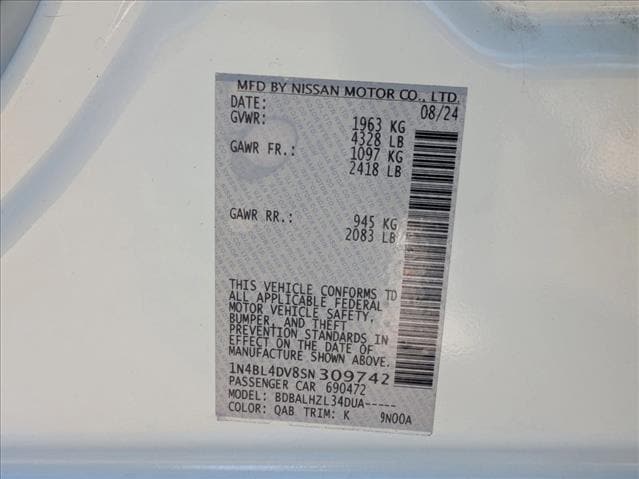 MFD BY NISSAN MOTOR CO., LTD.
DATE: 08/24
GVWR: 1963 KG
4328 LB
GAWR FR.: 1097 KG
2418 LB
GAWR RR.: 945 KG
2083 LB
THIS VEHICLE CONFORMS TO
ALL APPLICABLE FEDERAL
MOTOR VEHICLE SAFETY,
BUMPER, AND THEFT
PREVENTION STANDARDS IN
EFFECT ON THE DATE OF
MANUFACTURE SHOWN ABOVE.
1N4BL4DV8SN309742
PASSENGER CAR 690472
MODEL: BDBALHZL34DUA-----
COLOR: QAB TRIM: K 9N00A